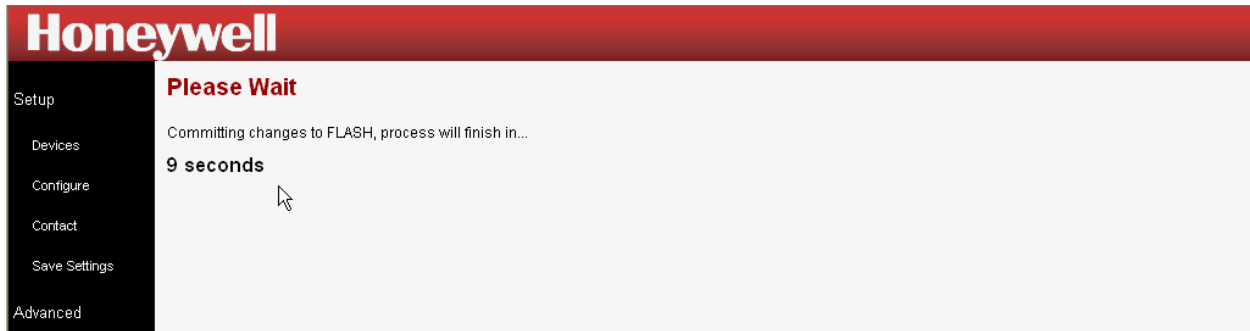 Honeywell
Setup
Devices
Configure
Contact
Save Settings
Advanced
Please Wait
Committing changes to FLASH, process will finish in...
9 seconds